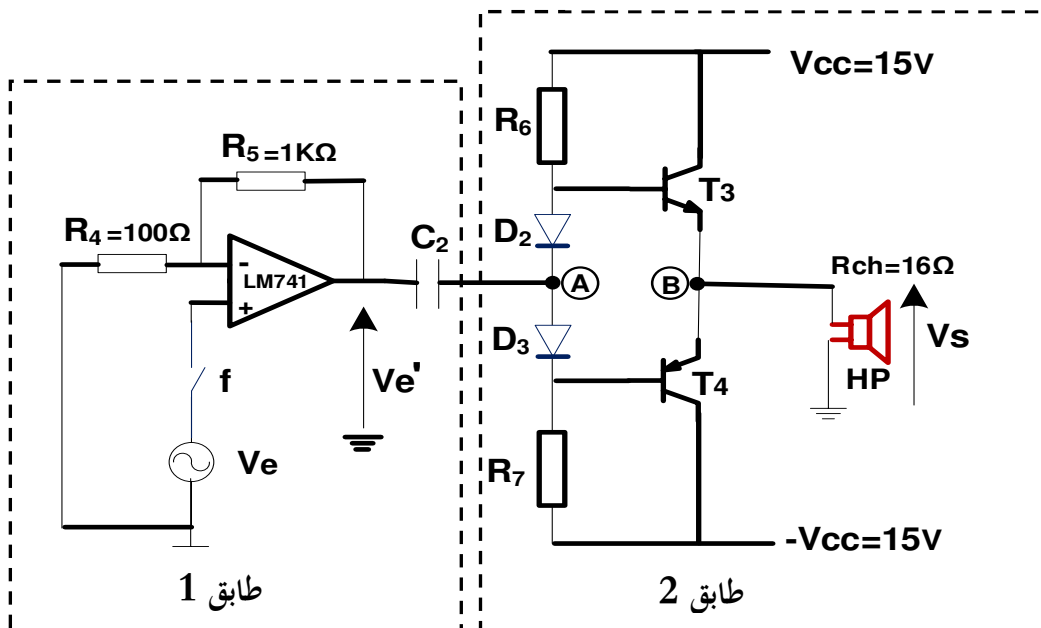 R5=1KΩ
R4=100Ω
-
LM741
+
C2
f
Ve
Ve'
طابق 1
Vcc=15V
R6
T3
D2
A
B
Rch=16Ω
D3
Vs
T4
HP
R7
-Vcc=15V
طابق 2